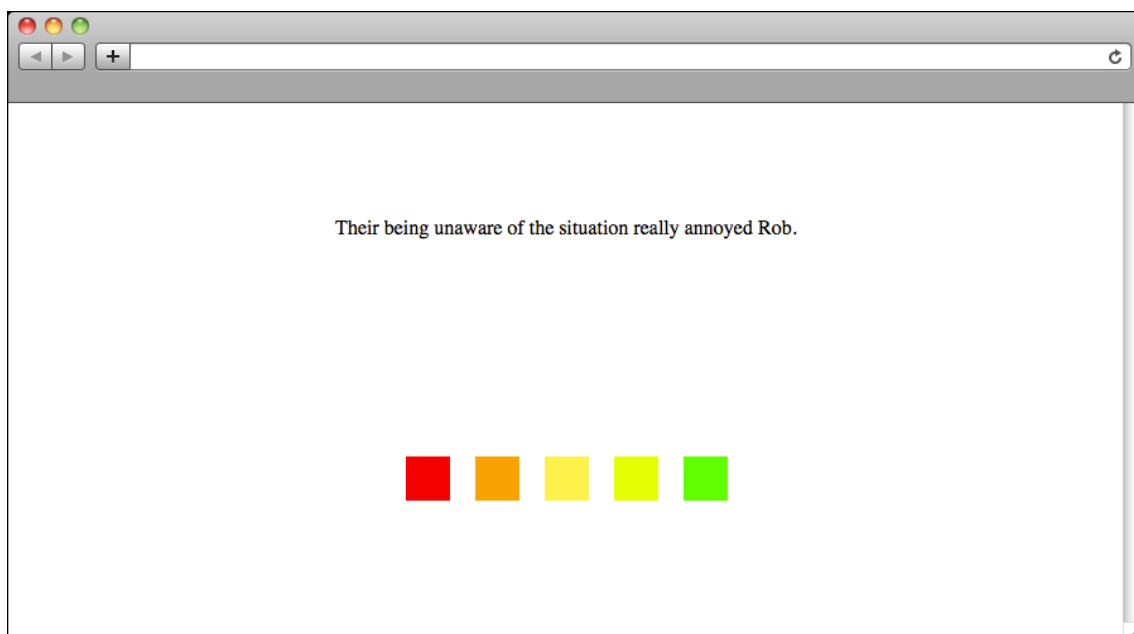 Their being unaware of the situation really annoyed Rob.